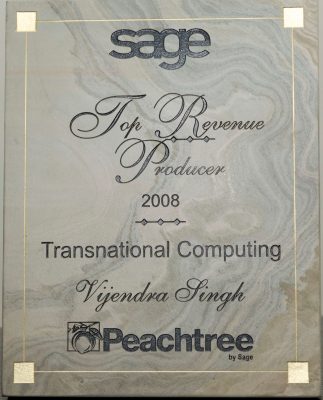 sage
Top Revenue
Producer
2008
Transnational Computing
Vijendra Singh
Peachtree
by Sage